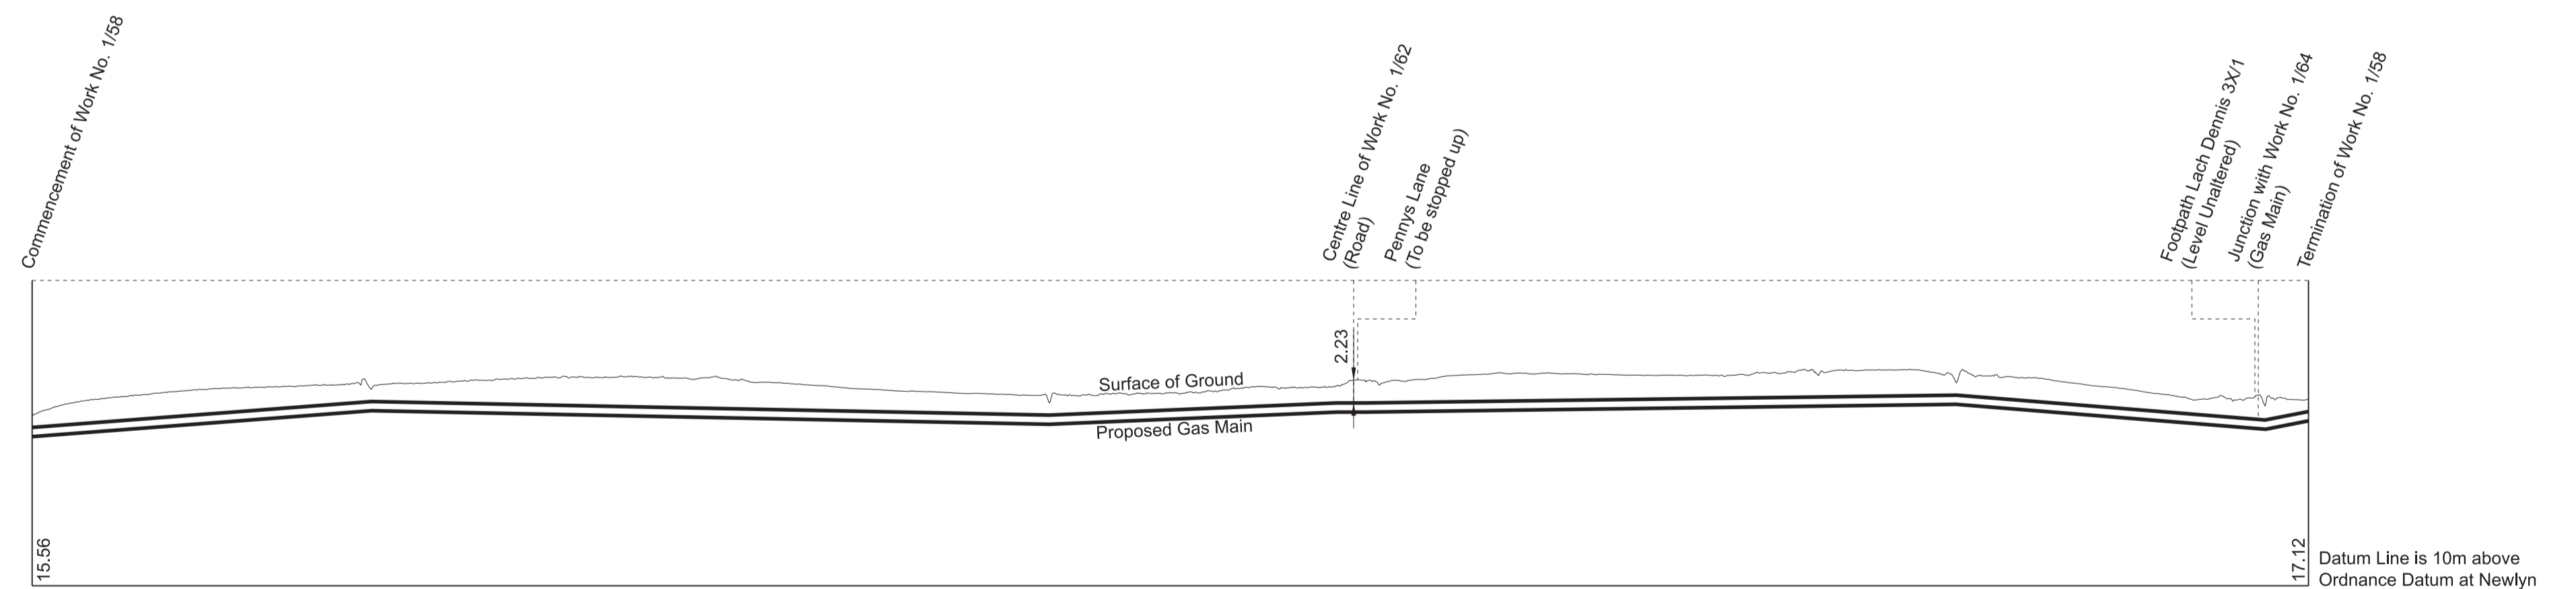 Commencement of Work No. 1/58
Centre Line of Work No. 1/62
(Road)
Pennys Lane
(To be stopped up)
Footpath Lach Dennis 3X/1
(Level Unaltered)
Junction with Work No. 1/64
(Gas Main)
Termination of Work No. 1/58
2.23
Surface of Ground
Proposed Gas Main
15.56
17.12
Datum Line is 10m above
Ordnance Datum at Newlyn